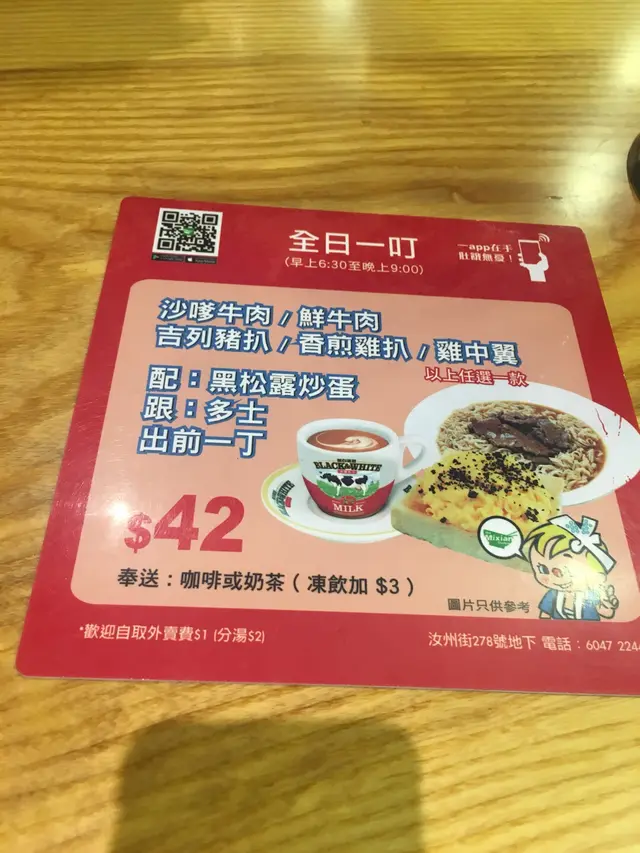 全日一叮
(早上6:30至晚上9:00)
一app在手
肚餓無憂！
沙嗲牛肉 / 鮮牛肉
吉列豬扒 / 香煎雞扒 / 雞中翼
以上任選一款
配：黑松露炒蛋
跟：多士
出前一丁
BLACK&WHITE
MILK
Mixian
$42
奉送：咖啡或奶茶 ( 凍飲加 $3 )
圖片只供參考
*歡迎自取外賣費$1 (分湯$2)
汝州街278號地下 電話：6047 224